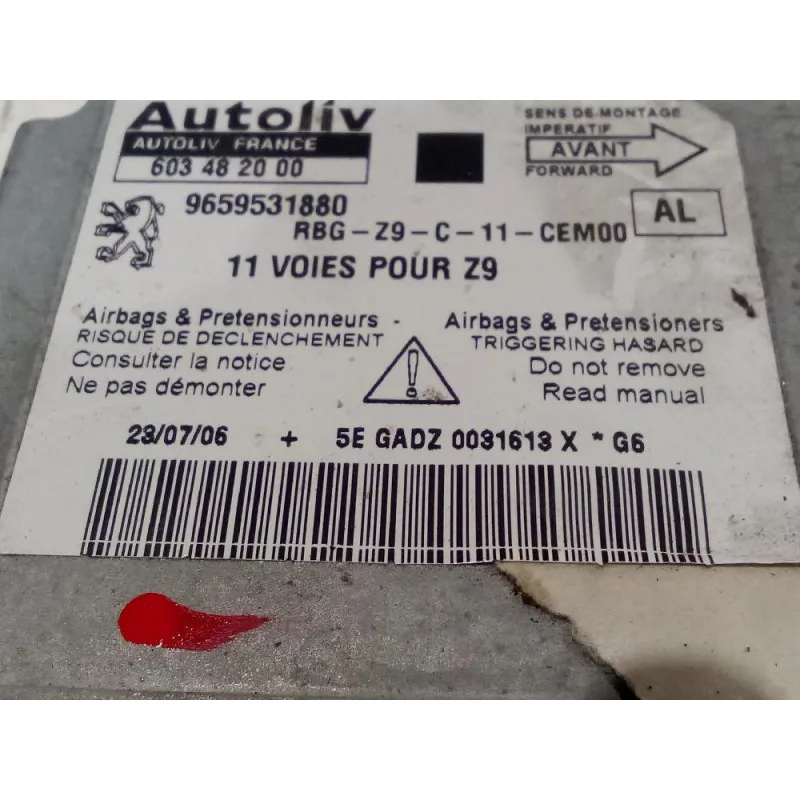 Autoliv
AUTOLIV FRANCE
603 48 20 00
SENS DE MONTAGE
IMPERATIF
AVANT
FORWARD
9659531880
AL
RBG-Z9-C-11-CEM00
11 VOIES POUR Z9
Airbags & Pretensionneurs -
RISQUE DE DECLENCHEMENT
Consulter la notice
Ne pas démonter
!
Airbags & Pretensioners
TRIGGERING HASARD
Do not remove
Read manual
23/07/06 + 5E GADZ 0031613 X * G6